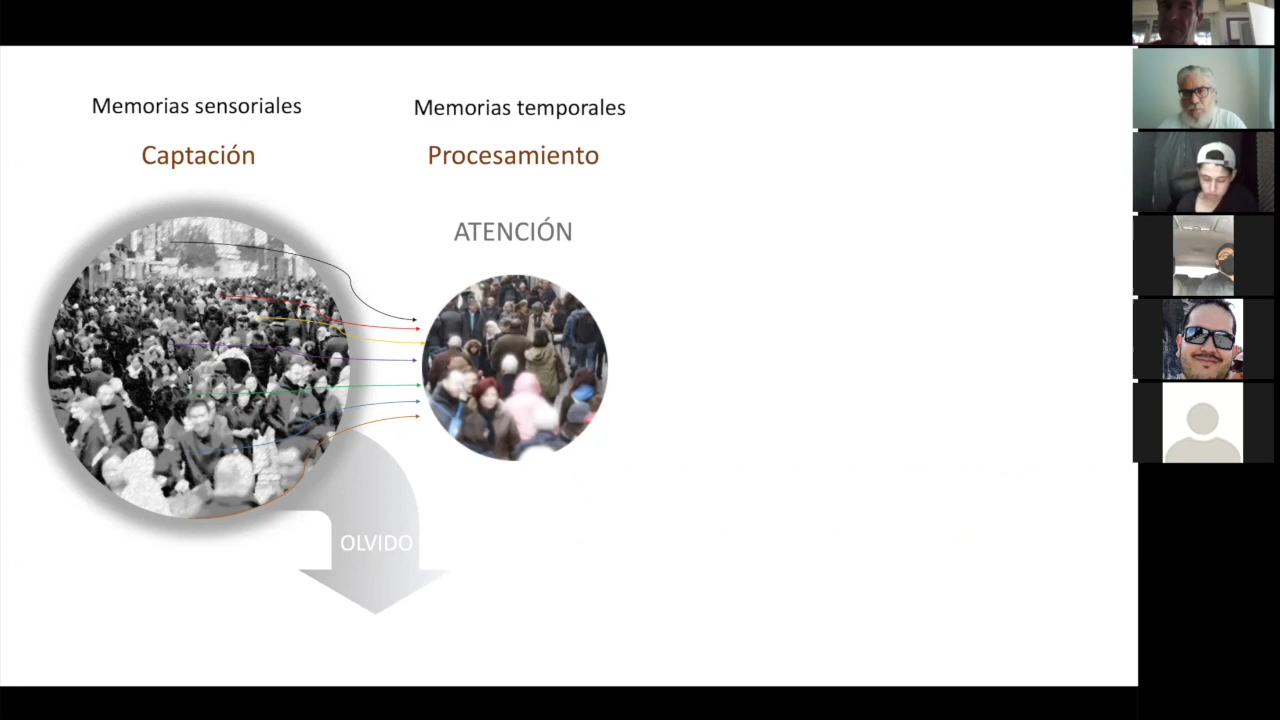 Memorias sensoriales
Captación
Memorias temporales
Procesamiento
ATENCIÓN
OLVIDO